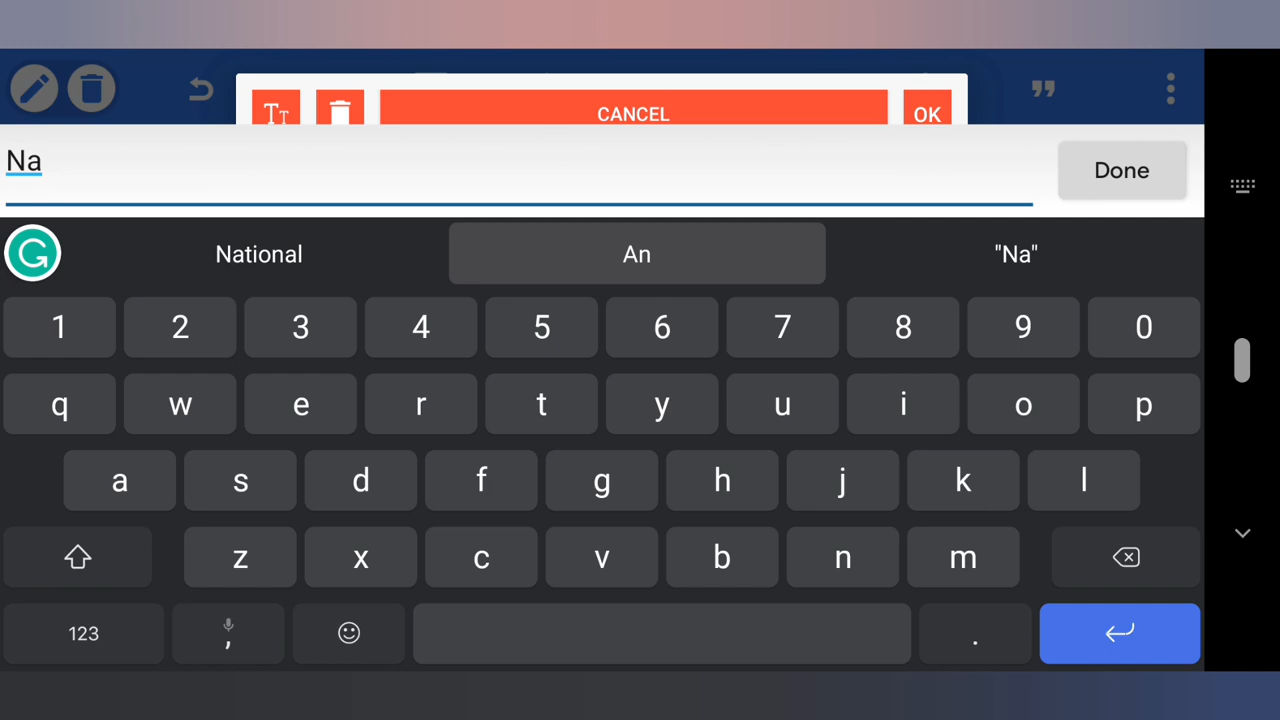 CANCEL OK
Na Done
National An "Na"
1 2 3 4 5 6 7 8 9 0
q w e r t y u i o p
a s d f g h j k l
z x c v b n m
123 , .